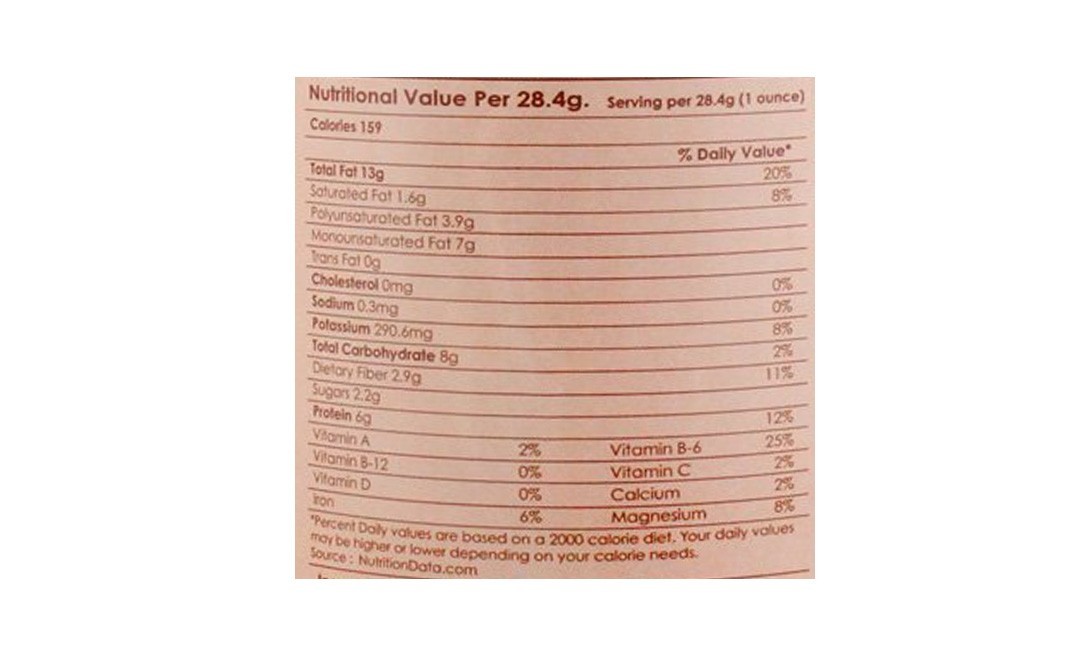 Nutritional Value Per 28.4g. Serving per 28.4g (1 ounce)
Calories 159
% Daily Value*
Total Fat 13g 20%
Saturated Fat 1.6g 8%
Polyunsaturated Fat 3.9g
Monounsaturated Fat 7g
Trans Fat 0g
Cholesterol 0mg 0%
Sodium 0.3mg 0%
Potassium 290.6mg 8%
Total Carbohydrate 8g 2%
Dietary Fiber 2.9g 11%
Sugars 2.2g
Protein 6g 12%
Vitamin A 2% Vitamin B-6 25%
Vitamin B-12 0% Vitamin C 2%
Vitamin D 0% Calcium 2%
Iron 6% Magnesium 8%
*Percent Daily values are based on a 2000 calorie diet. Your daily values
may be higher or lower depending on your calorie needs.
Source : NutritionData.com